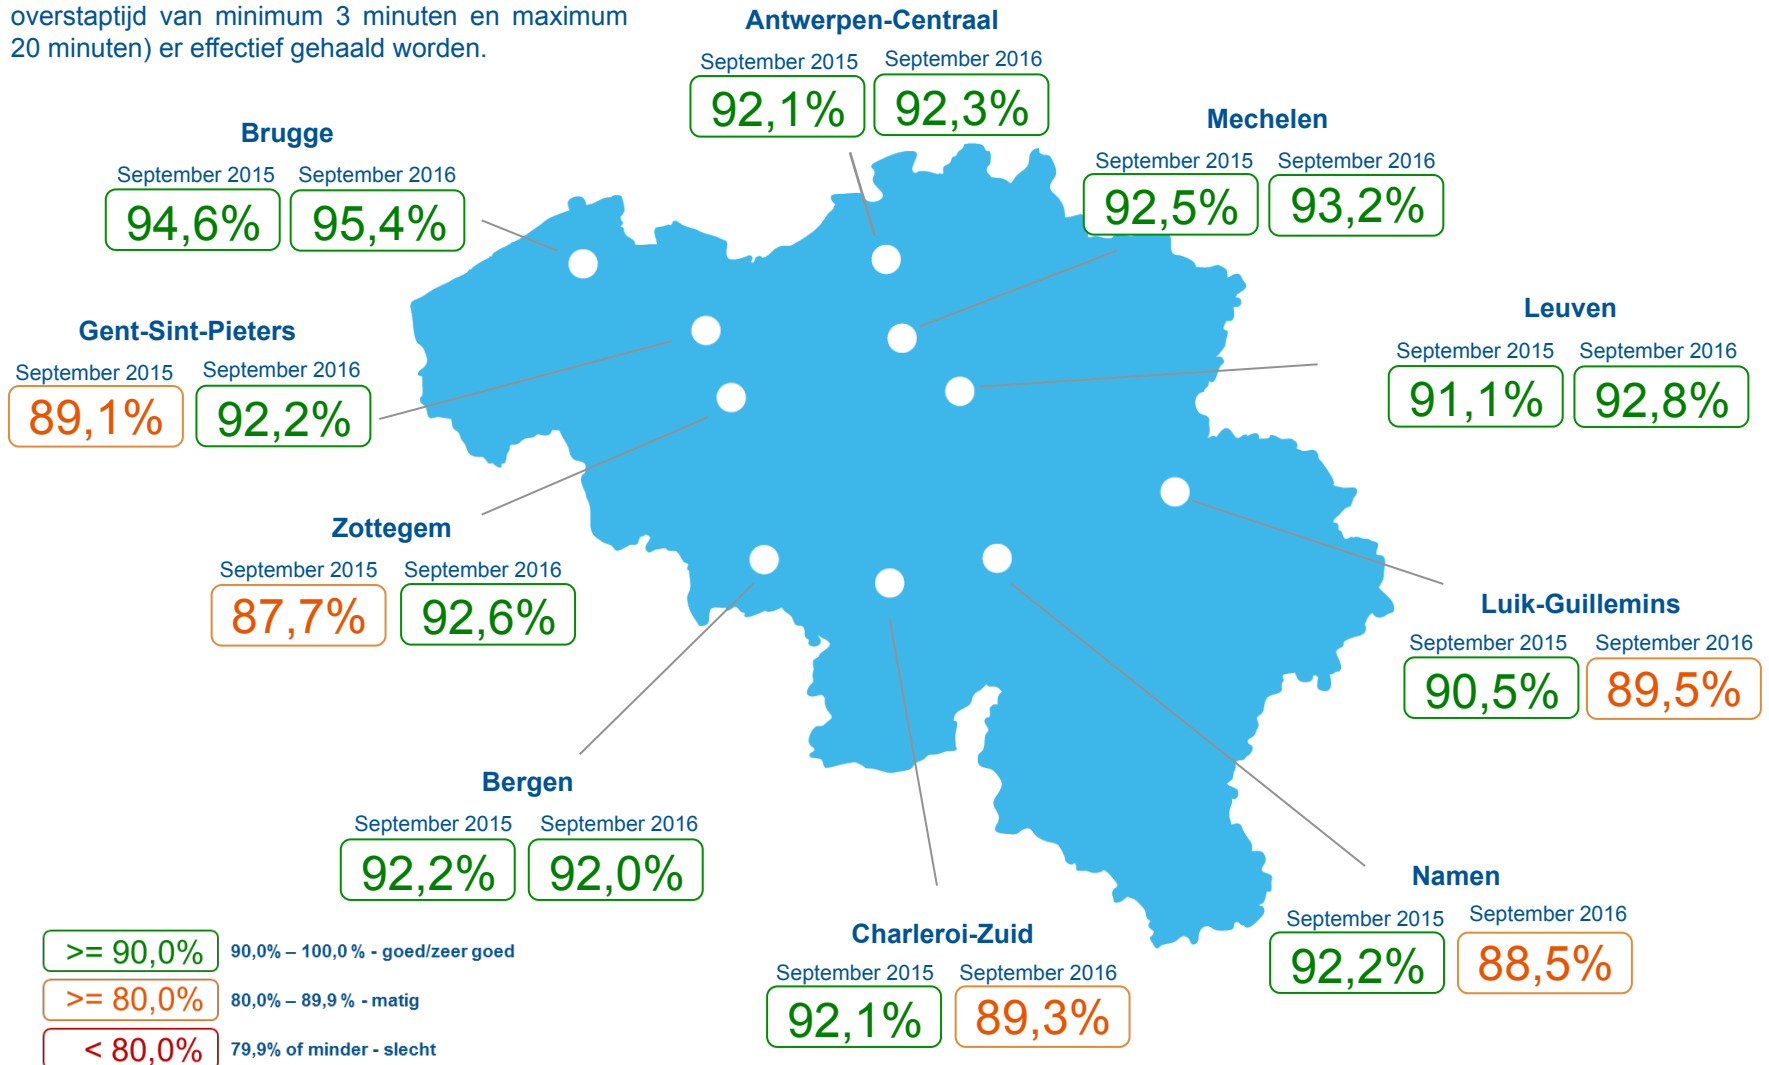 overstaptijd van minimum 3 minuten en maximum
20 minuten) er effectief gehaald worden.
Antwerpen-Centraal
September 2015 September 2016
92,1% 92,3%
Brugge
September 2015 September 2016
94,6% 95,4%
Mechelen
September 2015 September 2016
92,5% 93,2%
Gent-Sint-Pieters
September 2015 September 2016
89,1% 92,2%
Leuven
September 2015 September 2016
91,1% 92,8%
Zottegem
September 2015 September 2016
87,7% 92,6%
Luik-Guillemins
September 2015 September 2016
90,5% 89,5%
Bergen
September 2015 September 2016
92,2% 92,0%
Namen
September 2015 September 2016
92,2% 88,5%
Charleroi-Zuid
September 2015 September 2016
92,1% 89,3%
>= 90,0% 90,0% – 100,0 % - goed/zeer goed
>= 80,0% 80,0% – 89,9 % - matig
< 80,0% 79,9% of minder - slecht